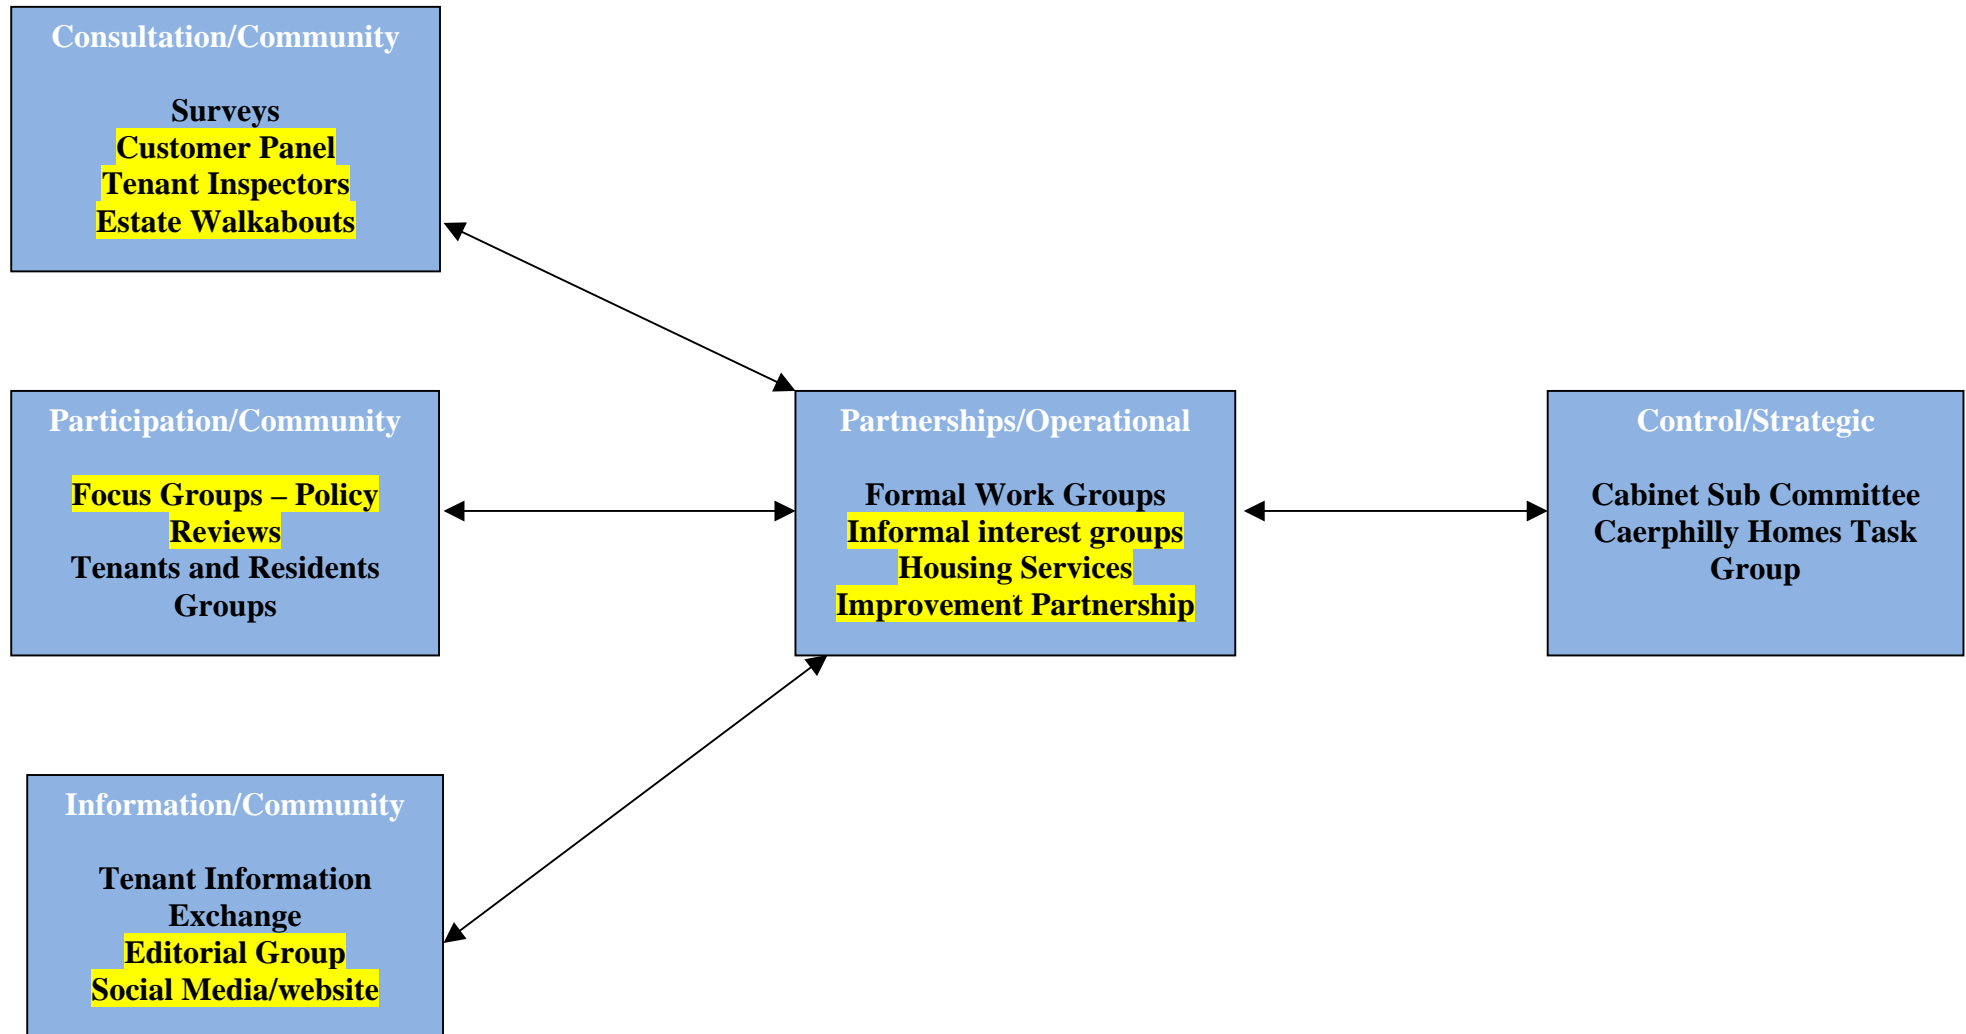 Consultation/Community
Surveys
Customer Panel
Tenant Inspectors
Estate Walkabouts
Participation/Community
Focus Groups – Policy
Reviews
Tenants and Residents
Groups
Partnerships/Operational
Formal Work Groups
Informal interest groups
Housing Services
Improvement Partnership
Control/Strategic
Cabinet Sub Committee
Caerphilly Homes Task
Group
Information/Community
Tenant Information
Exchange
Editorial Group
Social Media/website